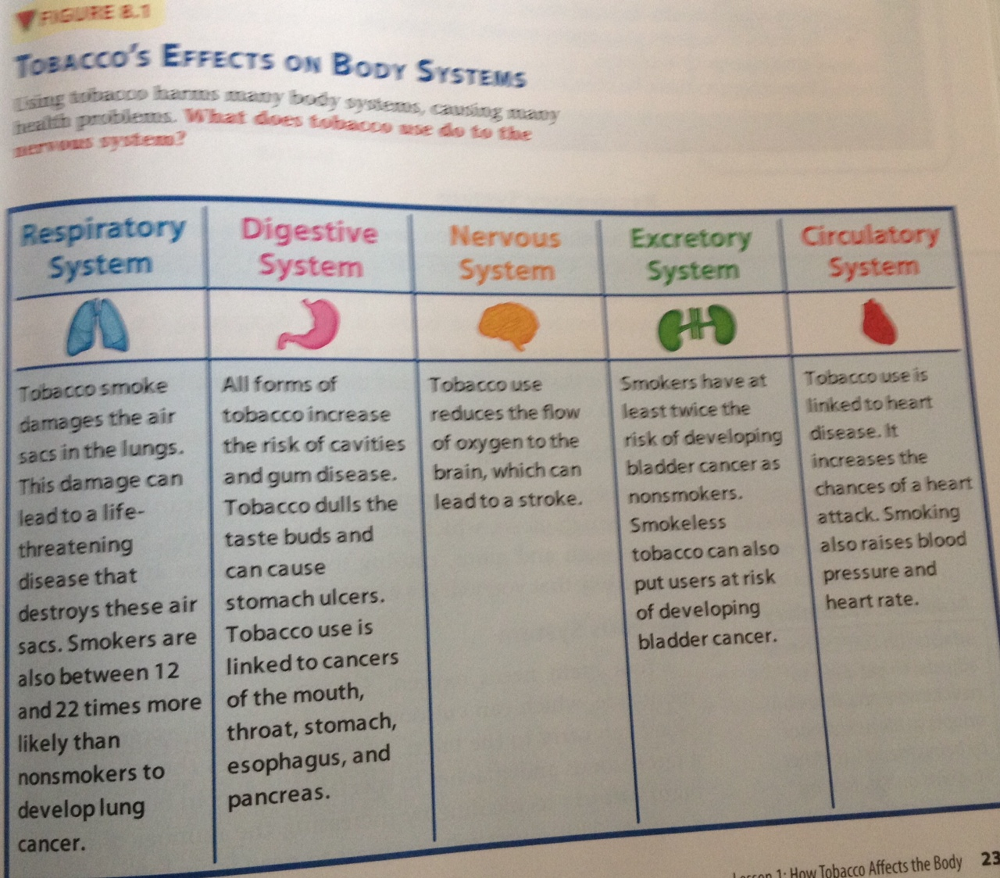 FIGURE 8.1
TOBACCO'S EFFECTS ON BODY SYSTEMS
Using tobacco harms many body systems, causing many
health problems. What does tobacco use do to the
nervous system?
Respiratory
System
Digestive
System
Nervous
System
Excretory
System
Circulatory
System
Tobacco smoke
damages the air
sacs in the lungs.
This damage can
lead to a life-
threatening
disease that
destroys these air
sacs. Smokers are
also between 12
and 22 times more
likely than
nonsmokers to
develop lung
cancer.
All forms of
tobacco increase
the risk of cavities
and gum disease.
Tobacco dulls the
taste buds and
can cause
stomach ulcers.
Tobacco use is
linked to cancers
of the mouth,
throat, stomach,
esophagus, and
pancreas.
Tobacco use
reduces the flow
of oxygen to the
brain, which can
lead to a stroke.
Smokers have at
least twice the
risk of developing
bladder cancer as
nonsmokers.
Smokeless
tobacco can also
put users at risk
of developing
bladder cancer.
Tobacco use is
linked to heart
disease. It
increases the
chances of a heart
attack. Smoking
also raises blood
pressure and
heart rate.
Lesson 1: How Tobacco Affects the Body 23